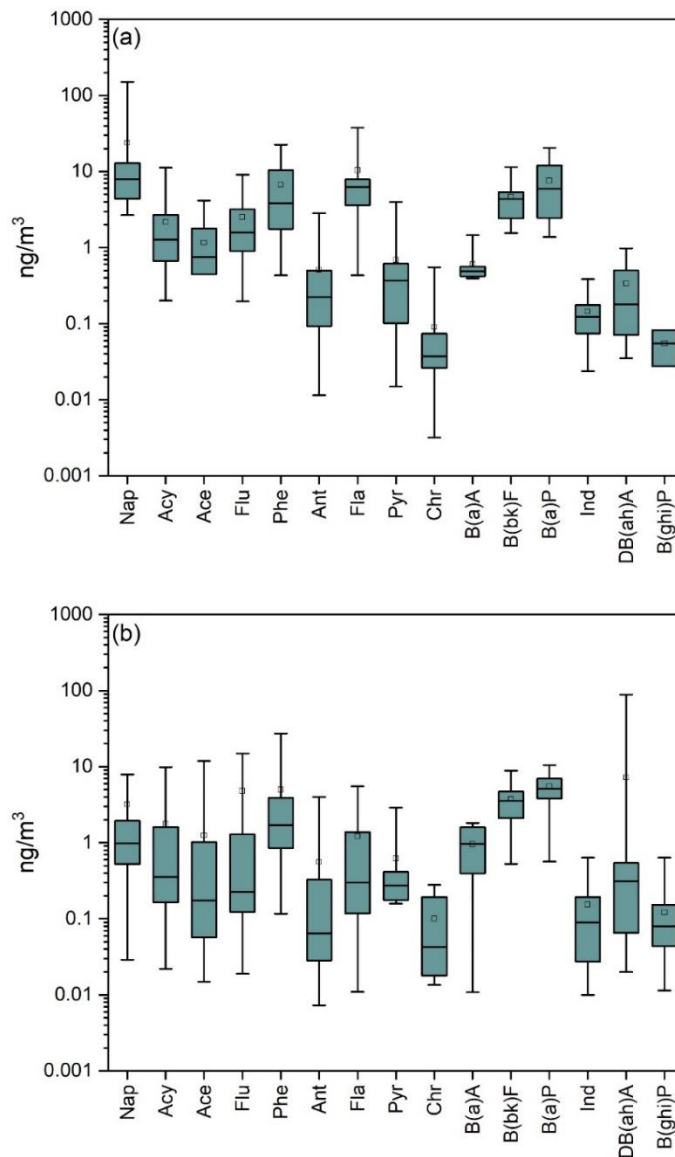 (a)
1000
100
10
1
0.1
0.01
0.001
ng/m³
Nap
Acy
Ace
Flu
Phe
Ant
Fla
Pyr
Chr
B(a)A
B(bk)F
B(a)P
Ind
DB(ah)A
B(ghi)P
(b)
1000
100
10
1
0.1
0.01
0.001
ng/m³
Nap
Acy
Ace
Flu
Phe
Ant
Fla
Pyr
Chr
B(a)A
B(bk)F
B(a)P
Ind
DB(ah)A
B(ghi)P